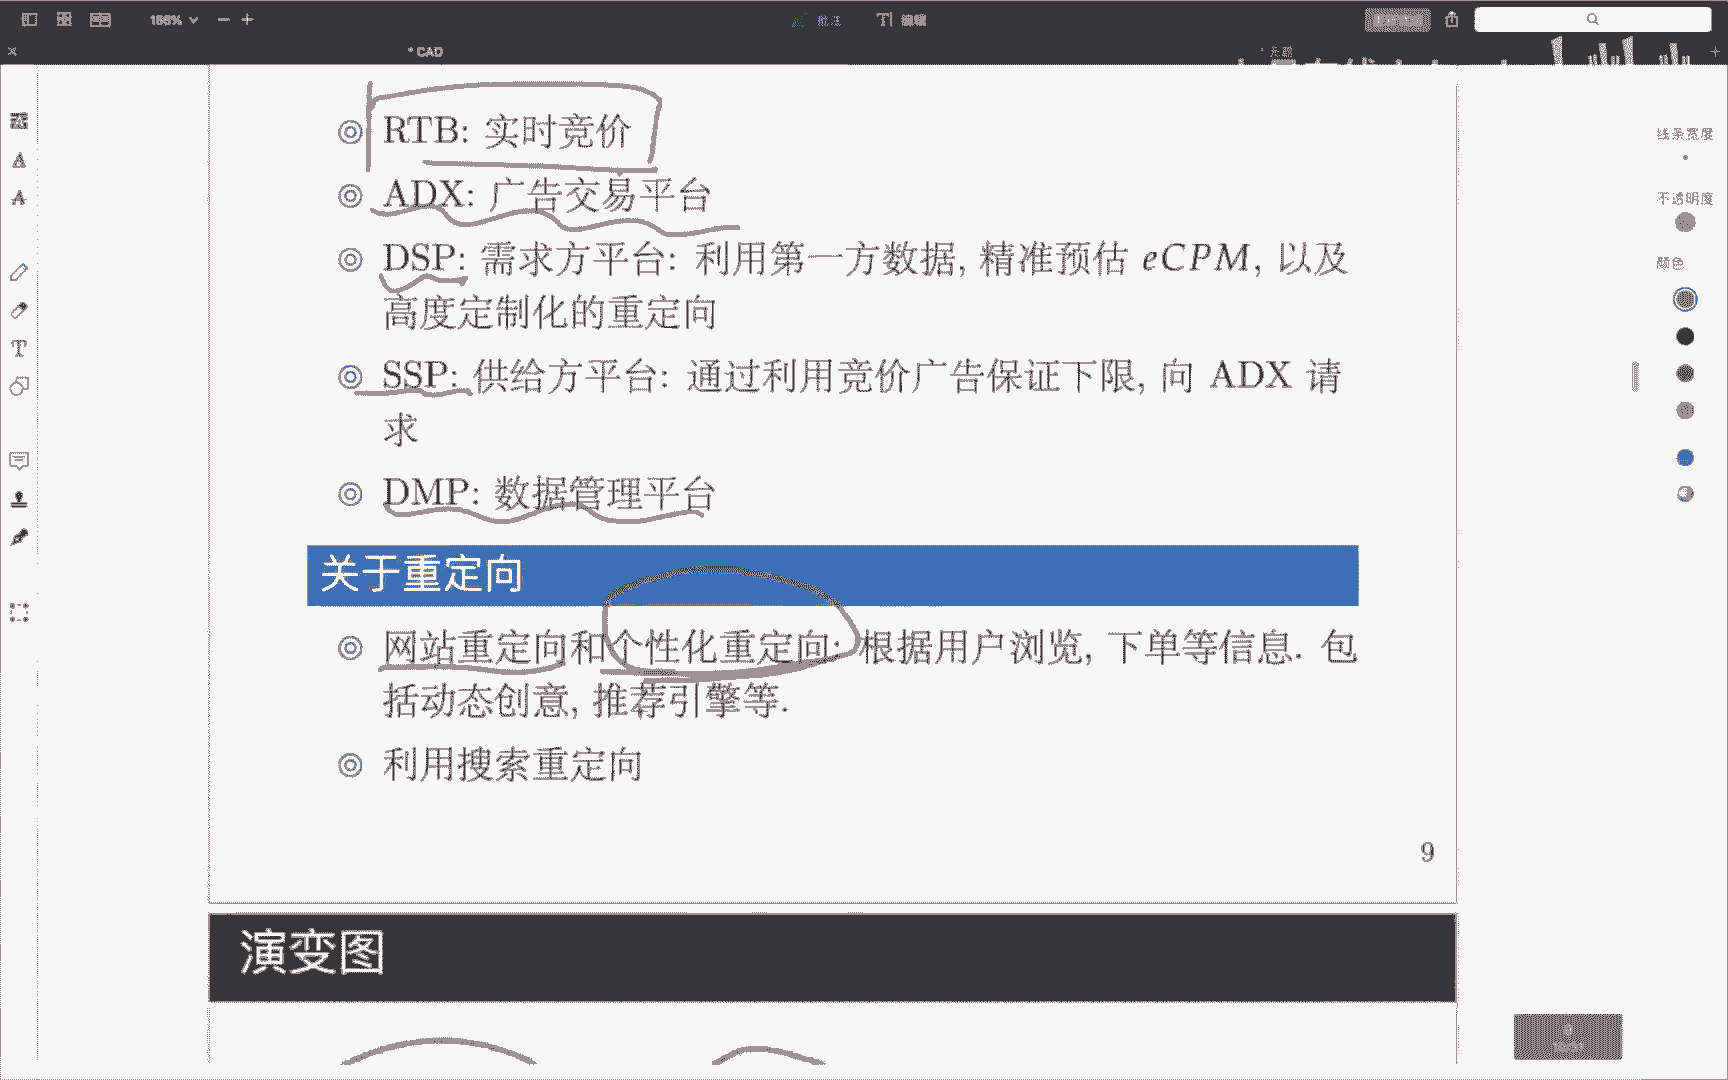 166%
编辑
* CAD
RTB: 实时竞价
ADX: 广告交易平台
DSP: 需求方平台: 利用第一方数据, 精准预估 eCPM, 以及
高度定制化的重定向
SSP: 供给方平台: 通过利用竞价广告保证下限, 向 ADX 请
求
DMP: 数据管理平台
关于重定向
网站重定向和个性化重定向: 根据用户浏览, 下单等信息. 包
括动态创意, 推荐引擎等.
利用搜索重定向
9
演变图
线条宽度
不透明度
颜色